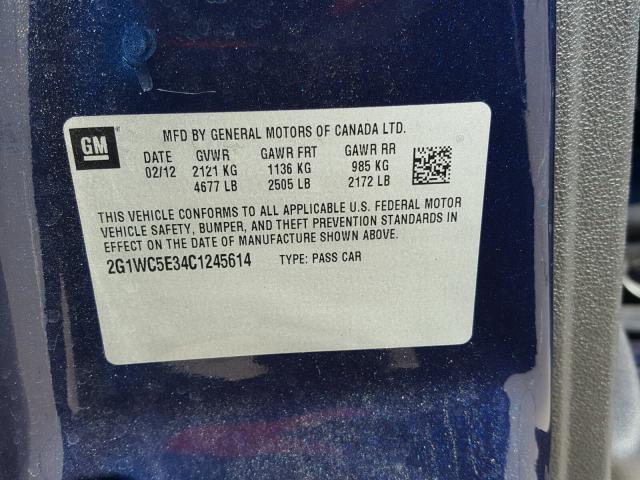 GM
MFD BY GENERAL MOTORS OF CANADA LTD.
DATE GVWR GAWR FRT GAWR RR
02/12 2121 KG 1136 KG 985 KG
4677 LB 2505 LB 2172 LB
THIS VEHICLE CONFORMS TO ALL APPLICABLE U.S. FEDERAL MOTOR
VEHICLE SAFETY, BUMPER, AND THEFT PREVENTION STANDARDS IN
EFFECT ON THE DATE OF MANUFACTURE SHOWN ABOVE.
2G1WC5E34C1245614 TYPE: PASS CAR